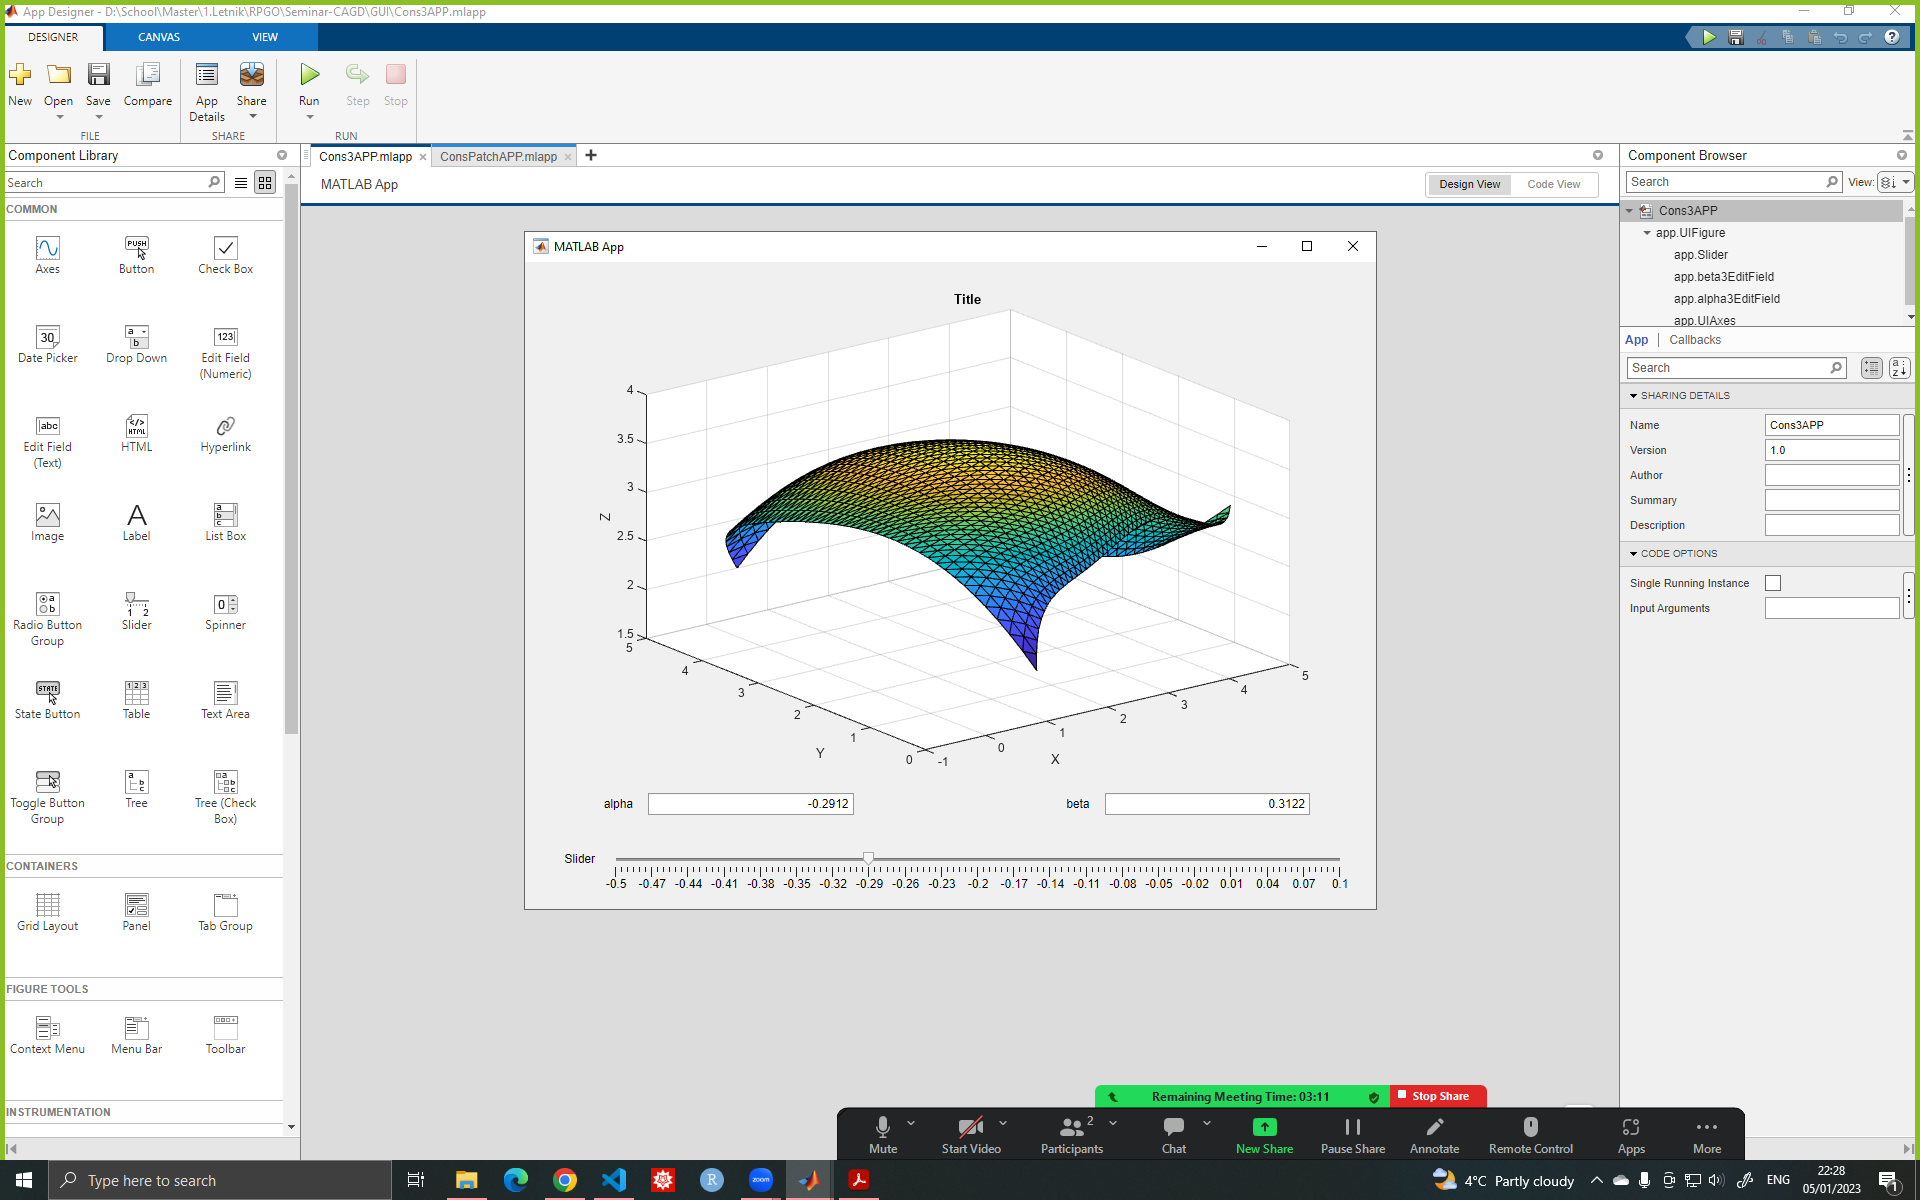 App Designer - D:\School\Master\1.Letnik\RPGO\Seminar-CAGD\GUI\Cons3APP.mlapp
DESIGNER CANVAS VIEW
New Open Save Compare App Details Share Run Step Stop
FILE SHARE RUN
Component Library
Search
COMMON
Axes Button Check Box
Date Picker Drop Down Edit Field (Numeric)
Edit Field (Text) HTML Hyperlink
Image Label List Box
Radio Button Group Slider Spinner
State Button Table Text Area
Toggle Button Group Tree Tree (Check Box)
CONTAINERS
Grid Layout Panel Tab Group
FIGURE TOOLS
Context Menu Menu Bar Toolbar
INSTRUMENTATION
Cons3APP.mlapp ConsPatchAPP.mlapp
MATLAB App
Design View Code View
MATLAB App
Title
4
3.5
3
2.5
2
1.5
Z
5
4
3
2
1
0
Y
-1
0
1
2
3
4
5
X
alpha -0.2912
beta 0.3122
Slider
-0.5 -0.47 -0.44 -0.41 -0.38 -0.35 -0.32 -0.29 -0.26 -0.23 -0.2 -0.17 -0.14 -0.11 -0.08 -0.05 -0.02 0.01 0.04 0.07 0.1
Component Browser
Search View:
Cons3APP
app.UIFigure
app.Slider
app.beta3EditField
app.alpha3EditField
app.UIAxes
App Callbacks
Search
SHARING DETAILS
Name Cons3APP
Version 1.0
Author
Summary
Description
CODE OPTIONS
Single Running Instance
Input Arguments
Remaining Meeting Time: 03:11 Stop Share
2
Mute Start Video Participants Chat New Share Pause Share Annotate Remote Control Apps More
Type here to search
4°C Partly cloudy
ENG
22:28
05/01/2023
1